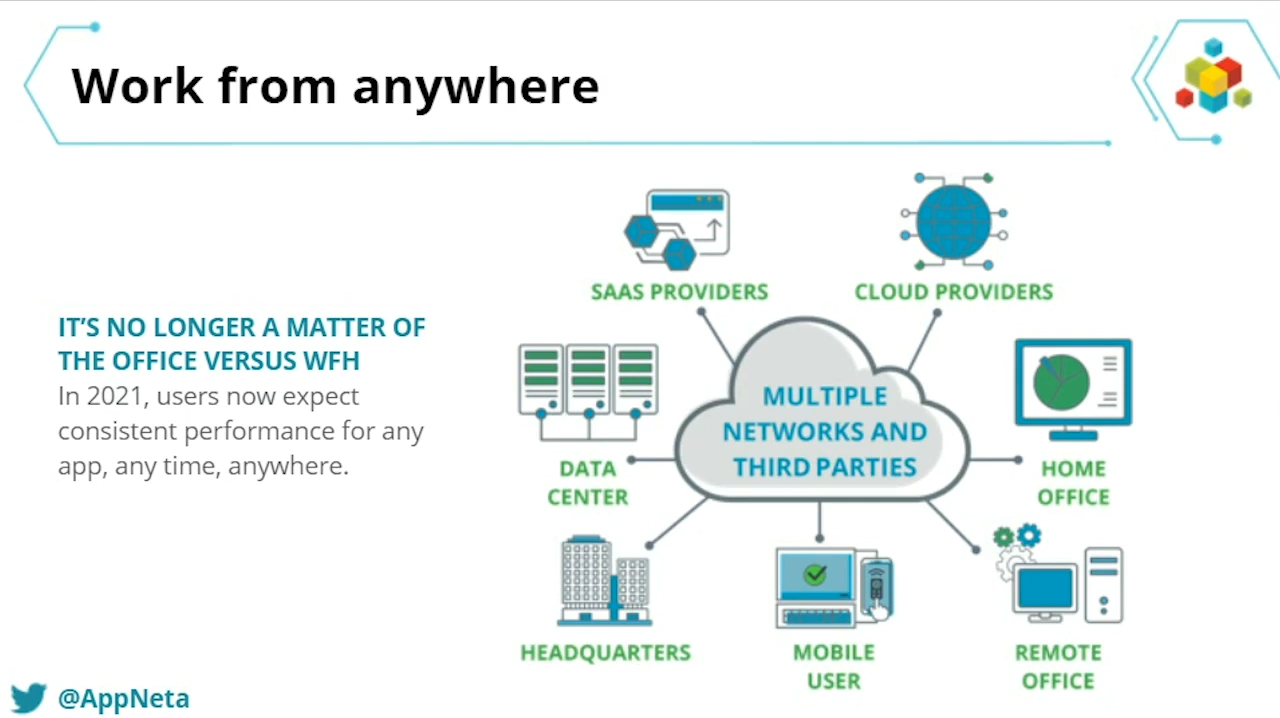 Work from anywhere
IT'S NO LONGER A MATTER OF
THE OFFICE VERSUS WFH
In 2021, users now expect
consistent performance for any
app, any time, anywhere.
SAAS PROVIDERS
CLOUD PROVIDERS
MULTIPLE
NETWORKS AND
THIRD PARTIES
DATA
CENTER
HOME
OFFICE
HEADQUARTERS
MOBILE
USER
REMOTE
OFFICE
@AppNeta